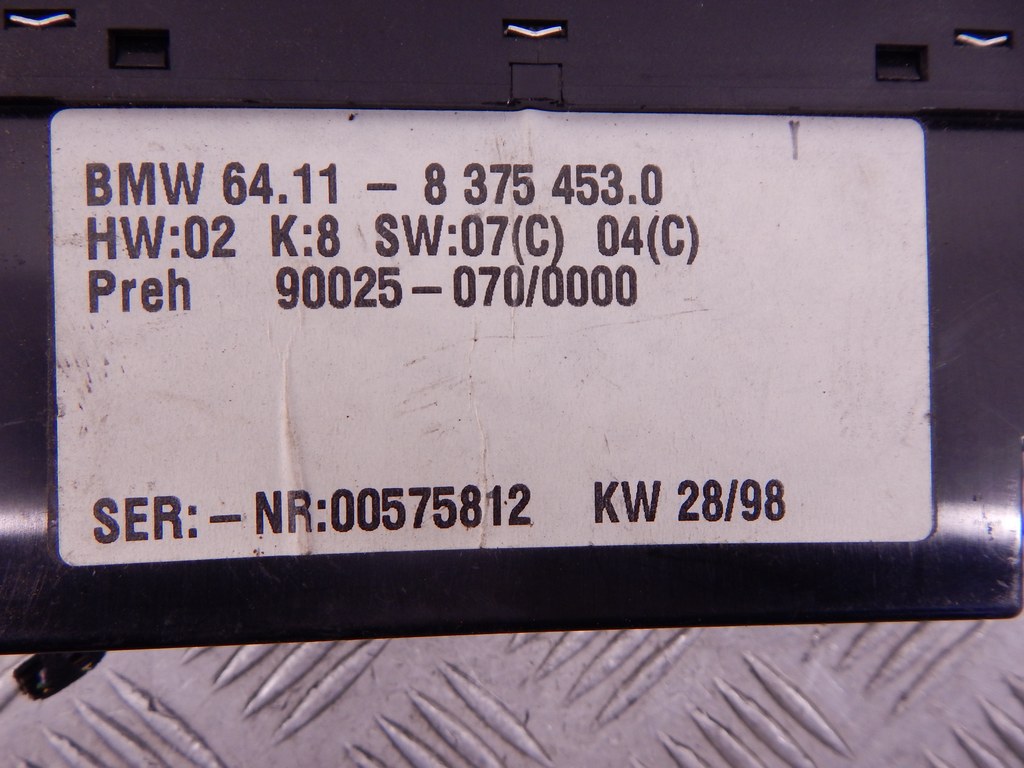 BMW 64.11 - 8 375 453.0
HW:02 K:8 SW:07(C) 04(C)
Preh 90025-070/0000
SER:-NR:00575812 KW 28/98